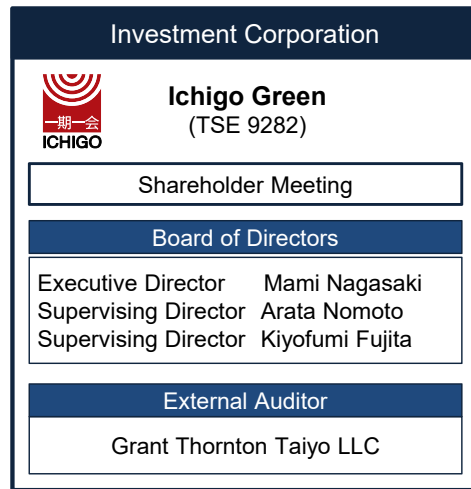 Investment Corporation
一期一会
ICHIGO
Ichigo Green
(TSE 9282)
Shareholder Meeting
Board of Directors
Executive Director Mami Nagasaki
Supervising Director Arata Nomoto
Supervising Director Kiyofumi Fujita
External Auditor
Grant Thornton Taiyo LLC